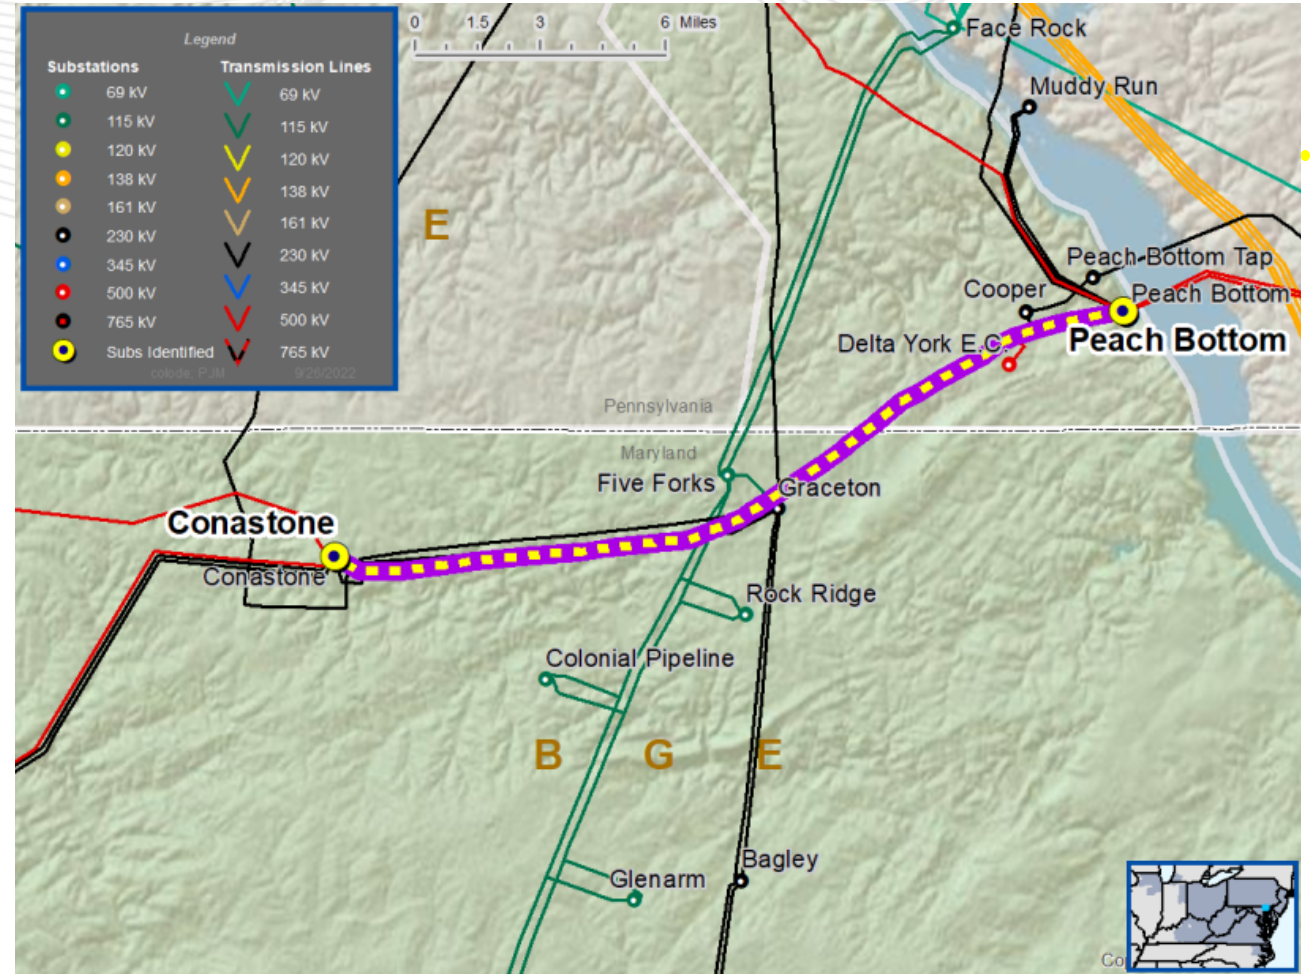 Legend
Substations
Transmission Lines
69 kV
69 kV
115 kV
115 kV
120 kV
120 kV
138 kV
138 kV
161 kV
161 kV
230 kV
230 kV
345 kV
345 kV
500 kV
500 kV
765 kV
765 kV
Subs Identified
9/26/2022
0 1.5 3 6 Miles
Face Rock
Muddy Run
E
Peach Bottom Tap
Cooper
Peach Bottom
Delta York E.C.
Peach Bottom
Pennsylvania
Maryland
Five Forks
Graceton
Conastone
Conastone
Rock Ridge
Colonial Pipeline
B G E
Bagley
Glenarm